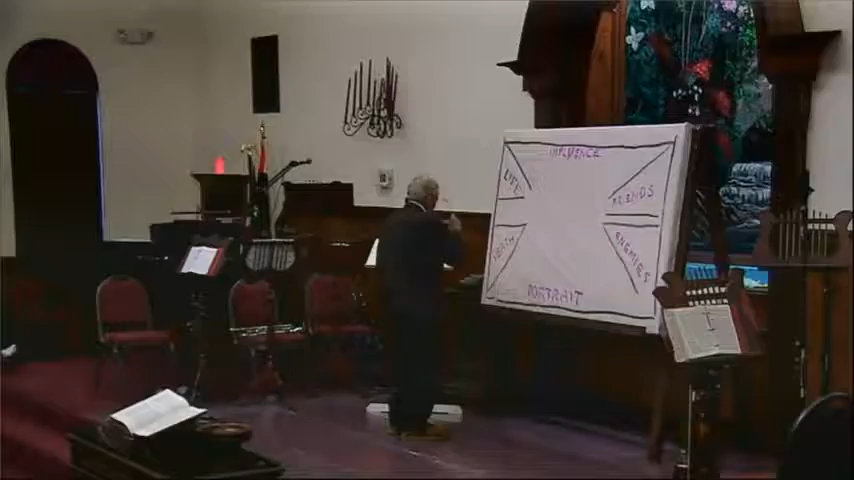 INFLUENCE
LIFE
FRIENDS
DEATH
ENEMIES
PORTRAIT